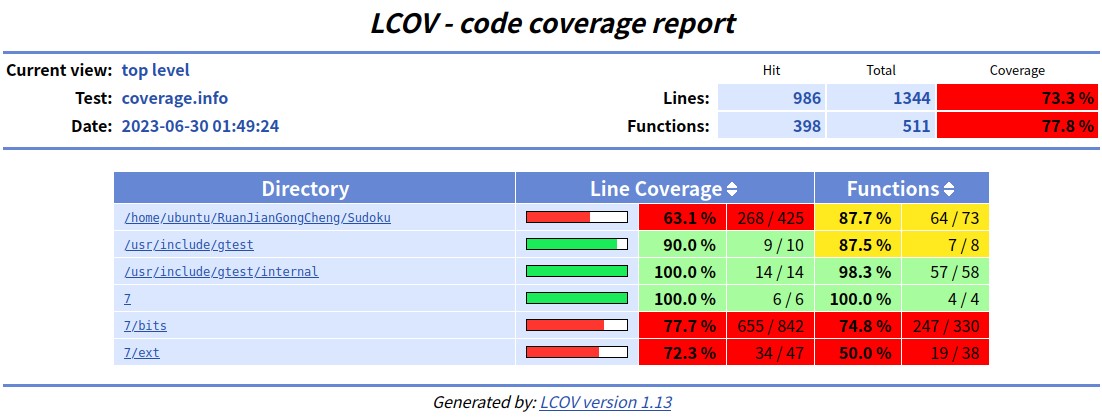 LCOV - code coverage report
Current view: top level Hit Total Coverage
Test: coverage.info Lines: 986 1344 73.3 %
Date: 2023-06-30 01:49:24 Functions: 398 511 77.8 %
Directory Line Coverage Functions
/home/ubuntu/RuanJianGongCheng/Sudoku 63.1 % 268 / 425 87.7 % 64 / 73
/usr/include/gtest 90.0 % 9 / 10 87.5 % 7 / 8
/usr/include/gtest/internal 100.0 % 14 / 14 98.3 % 57 / 58
7 100.0 % 6 / 6 100.0 % 4 / 4
7/bits 77.7 % 655 / 842 74.8 % 247 / 330
7/ext 72.3 % 34 / 47 50.0 % 19 / 38
Generated by: LCOV version 1.13